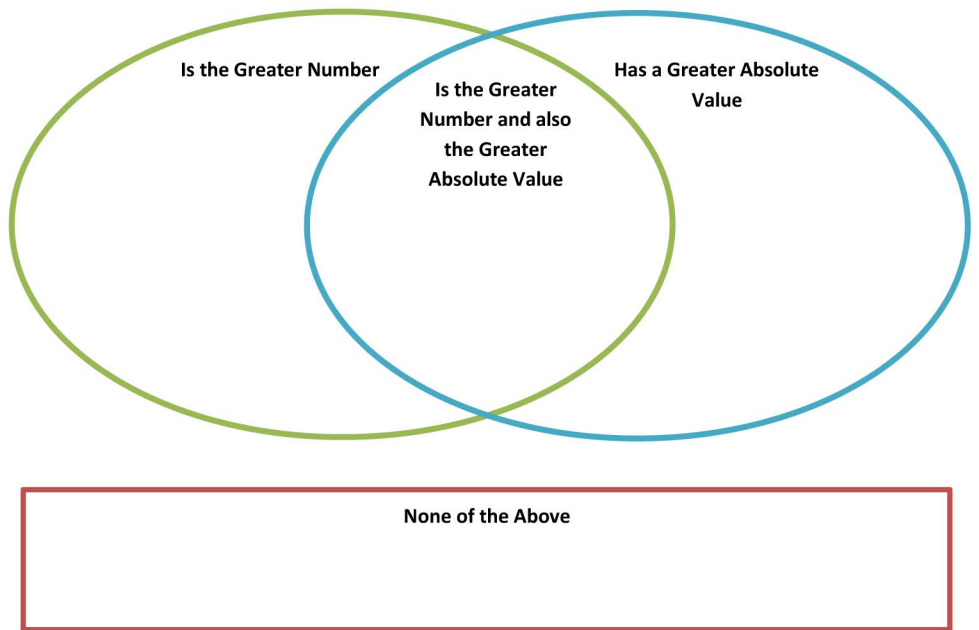 Is the Greater Number
Is the Greater
Number and also
the Greater
Absolute Value
Has a Greater Absolute
Value
None of the Above